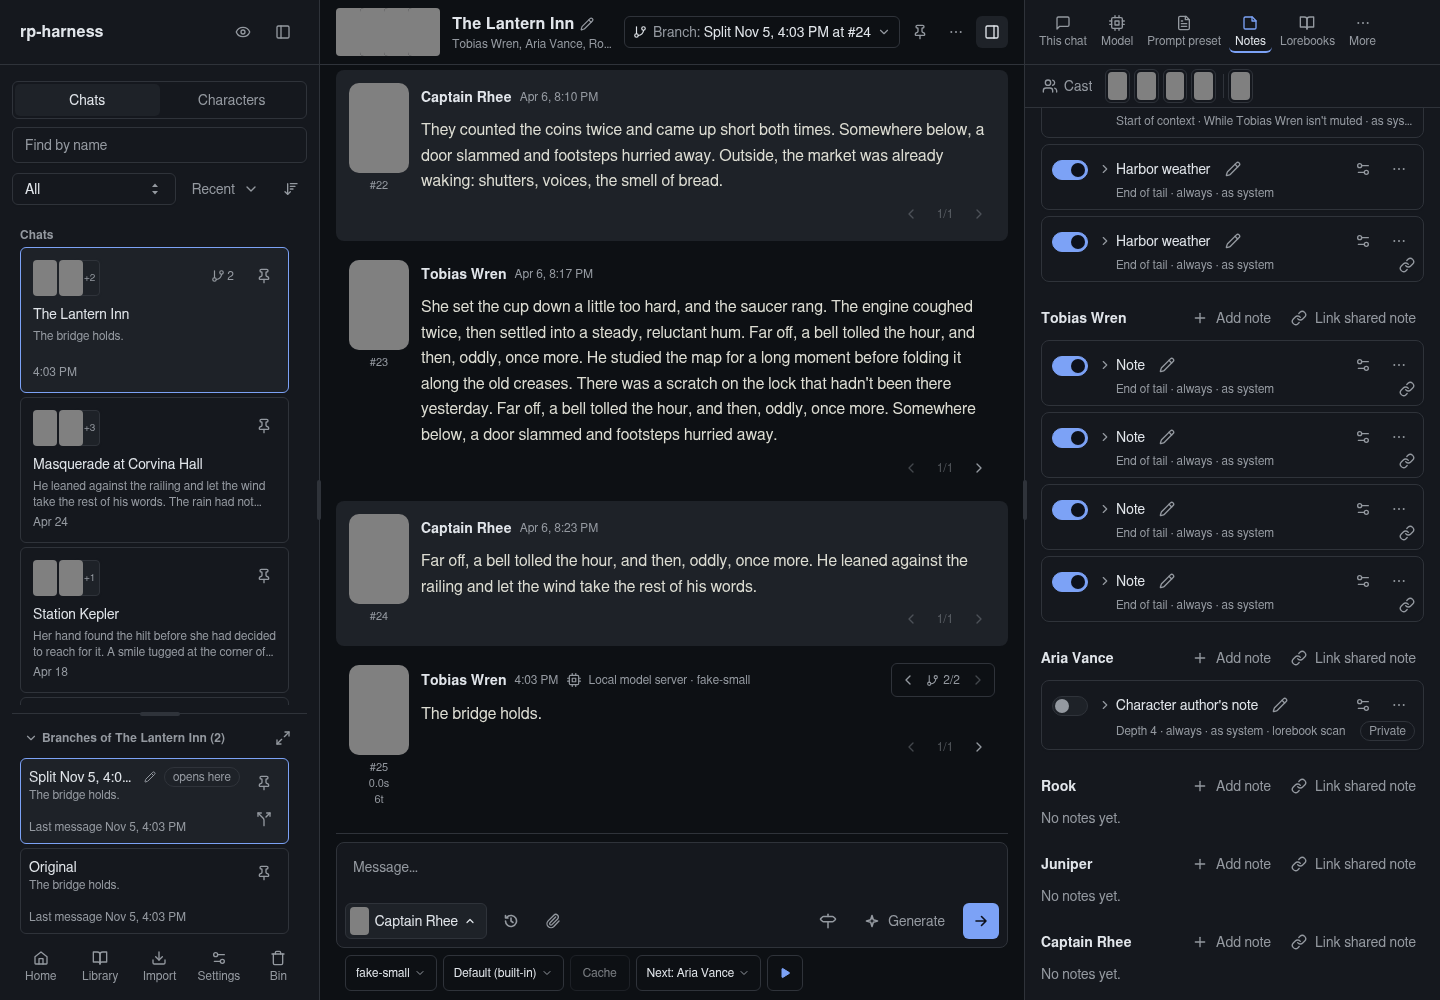 rp-harness
Chats
Characters
Find by name
All
Recent
Chats
+2
2
The Lantern Inn
The bridge holds.
4:03 PM
+3
Masquerade at Corvina Hall
He leaned against the railing and let the wind
take the rest of his words. The rain had not…
Apr 24
+1
Station Kepler
Her hand found the hilt before she had decided
to reach for it. A smile tugged at the corner of…
Apr 18
Branches of The Lantern Inn (2)
Split Nov 5, 4:0…
opens here
The bridge holds.
Last message Nov 5, 4:03 PM
Original
The bridge holds.
Last message Nov 5, 4:03 PM
Home
Library
Import
Settings
Bin
The Lantern Inn
Tobias Wren, Aria Vance, Ro…
Branch: Split Nov 5, 4:03 PM at #24
Captain Rhee Apr 6, 8:10 PM
They counted the coins twice and came up short both times. Somewhere below, a
door slammed and footsteps hurried away. Outside, the market was already
waking: shutters, voices, the smell of bread.
#22
1/1
Tobias Wren Apr 6, 8:17 PM
She set the cup down a little too hard, and the saucer rang. The engine coughed
twice, then settled into a steady, reluctant hum. Far off, a bell tolled the hour, and
then, oddly, once more. He studied the map for a long moment before folding it
along the old creases. There was a scratch on the lock that hadn't been there
yesterday. Far off, a bell tolled the hour, and then, oddly, once more. Somewhere
below, a door slammed and footsteps hurried away.
#23
1/1
Captain Rhee Apr 6, 8:23 PM
Far off, a bell tolled the hour, and then, oddly, once more. He leaned against the
railing and let the wind take the rest of his words.
#24
1/1
Tobias Wren 4:03 PM Local model server · fake-small
2/2
The bridge holds.
1/1
#25
0.0s
6t
Message…
Captain Rhee
Generate
fake-small
Default (built-in)
Cache
Next: Aria Vance
This chat
Model
Prompt preset
Notes
Lorebooks
More
Cast
Start of context · While Tobias Wren isn't muted · as sys…
Harbor weather
End of tail · always · as system
Harbor weather
End of tail · always · as system
Tobias Wren
Add note
Link shared note
Note
End of tail · always · as system
Note
End of tail · always · as system
Note
End of tail · always · as system
Note
End of tail · always · as system
Aria Vance
Add note
Link shared note
Character author's note
Depth 4 · always · as system · lorebook scan
Private
Rook
Add note
Link shared note
No notes yet.
Juniper
Add note
Link shared note
No notes yet.
Captain Rhee
Add note
Link shared note
No notes yet.